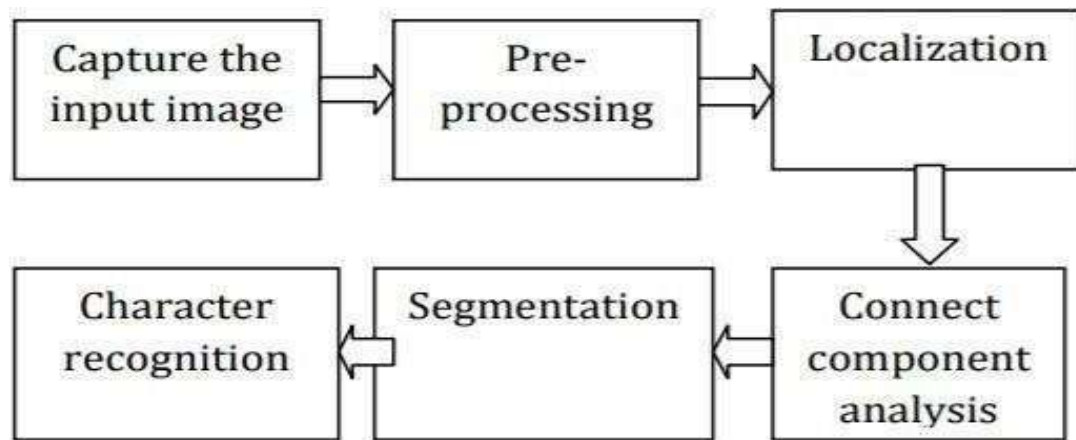 Capture the
input image
Pre-
processing
Localization
Connect
component
analysis
Segmentation
Character
recognition